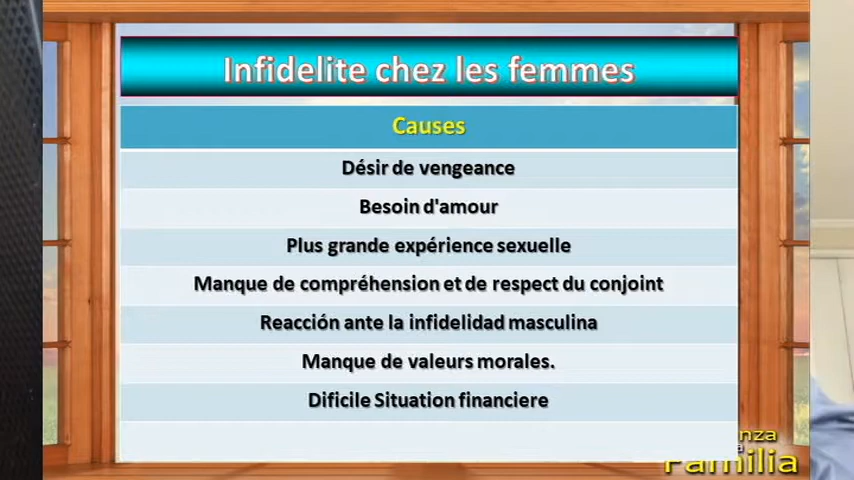 Infidelite chez les femmes
Causes
Désir de vengeance
Besoin d'amour
Plus grande expérience sexuelle
Manque de compréhension et de respect du conjoint
Reacción ante la infidelidad masculina
Manque de valeurs morales.
Dificile Situation financiere
nza
a
Familia